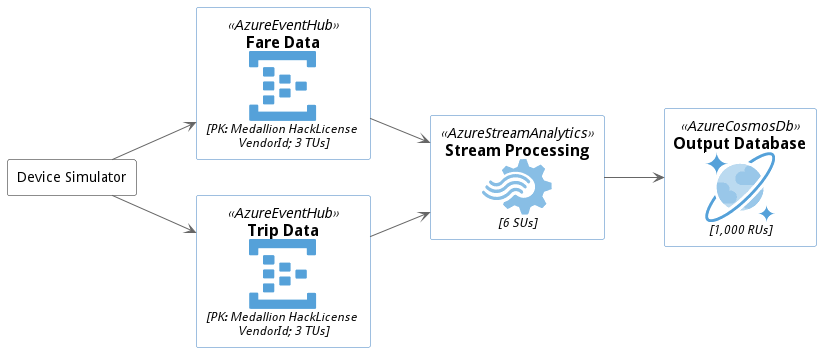 Device Simulator
«AzureEventHub»
Fare Data
[PK: Medallion HackLicense
VendorId; 3 TUs]
«AzureEventHub»
Trip Data
[PK: Medallion HackLicense
VendorId; 3 TUs]
«AzureStreamAnalytics»
Stream Processing
[6 SUs]
«AzureCosmosDb»
Output Database
[1,000 RUs]